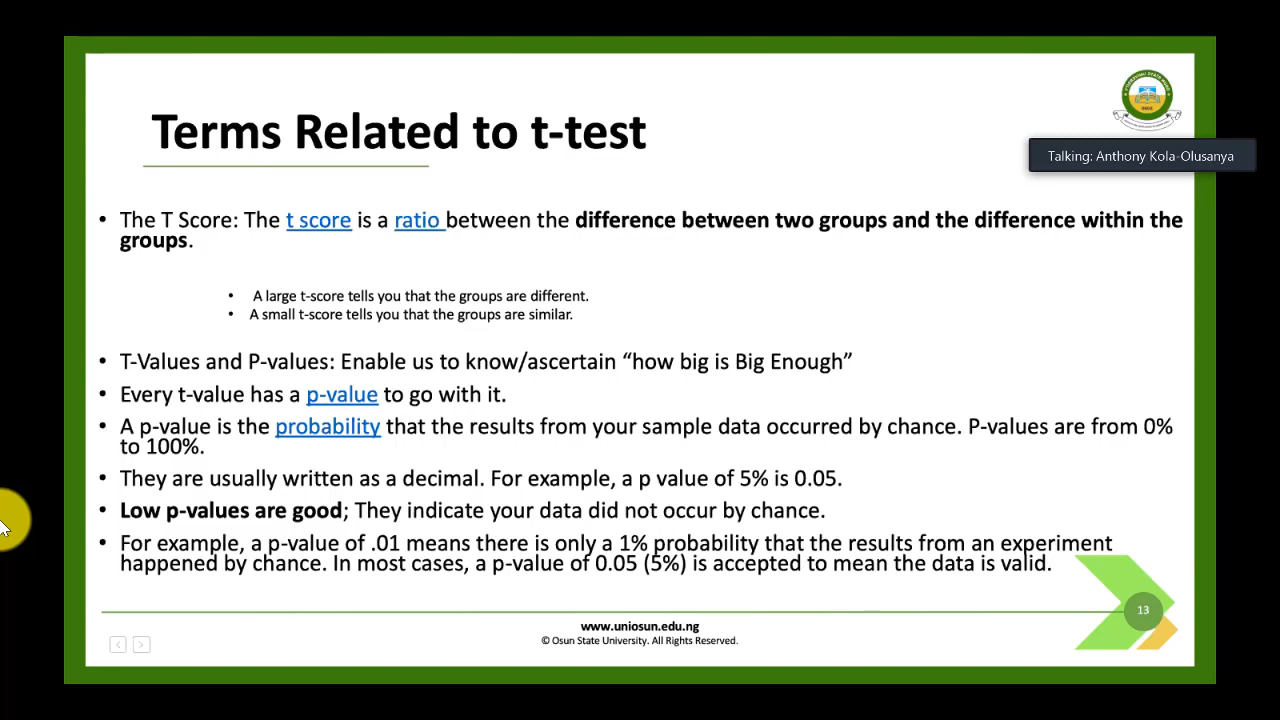 Terms Related to t-test
Talking: Anthony Kola-Olusanya
• The T Score: The t score is a ratio between the difference between two groups and the difference within the
groups.
• A large t-score tells you that the groups are different.
• A small t-score tells you that the groups are similar.
• T-Values and P-values: Enable us to know/ascertain “how big is Big Enough”
• Every t-value has a p-value to go with it.
• A p-value is the probability that the results from your sample data occurred by chance. P-values are from 0%
to 100%.
• They are usually written as a decimal. For example, a p value of 5% is 0.05.
• Low p-values are good; They indicate your data did not occur by chance.
• For example, a p-value of .01 means there is only a 1% probability that the results from an experiment
happened by chance. In most cases, a p-value of 0.05 (5%) is accepted to mean the data is valid.
13
www.uniosun.edu.ng
© Osun State University. All Rights Reserved.